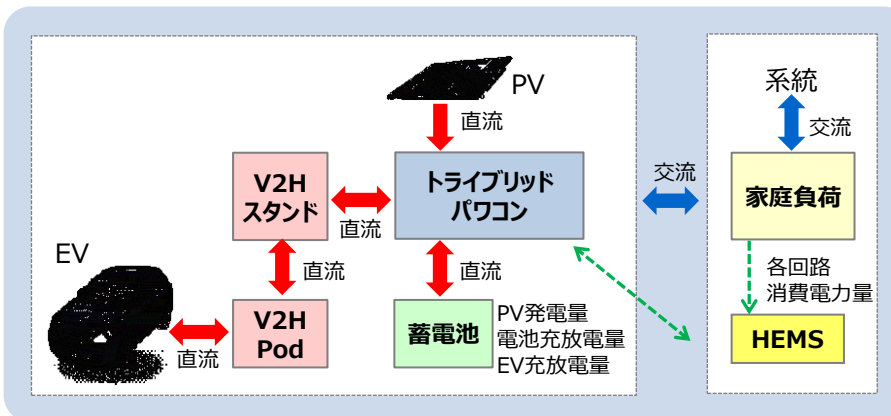 PV
系統
直流
交流
V2H
スタンド
トライブリッド
パワコン
交流
家庭負荷
直流
EV
直流
直流
各回路
消費電力量
V2H
Pod
蓄電池
PV発電量
電池充放電量
EV充放電量
HEMS
直流